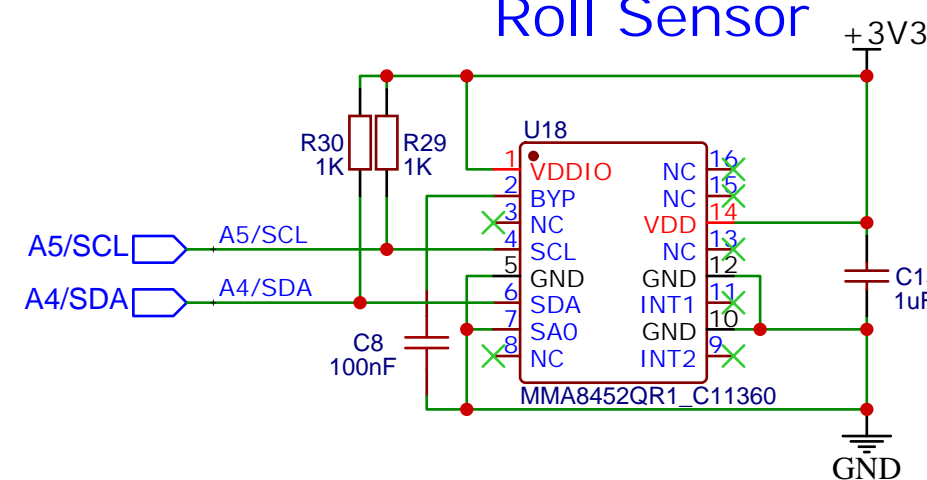 Roll Sensor
+3V3
U18
R30
1K
R29
1K
1
VDDIO
2
BYP
3
NC
4
SCL
5
GND
6
SDA
7
SA0
8
NC
16
NC
15
NC
14
VDD
13
NC
12
GND
11
INT1
10
GND
9
INT2
A5/SCL
A5/SCL
A4/SDA
A4/SDA
C8
100nF
1uF
MMA8452QR1_C11360
GND